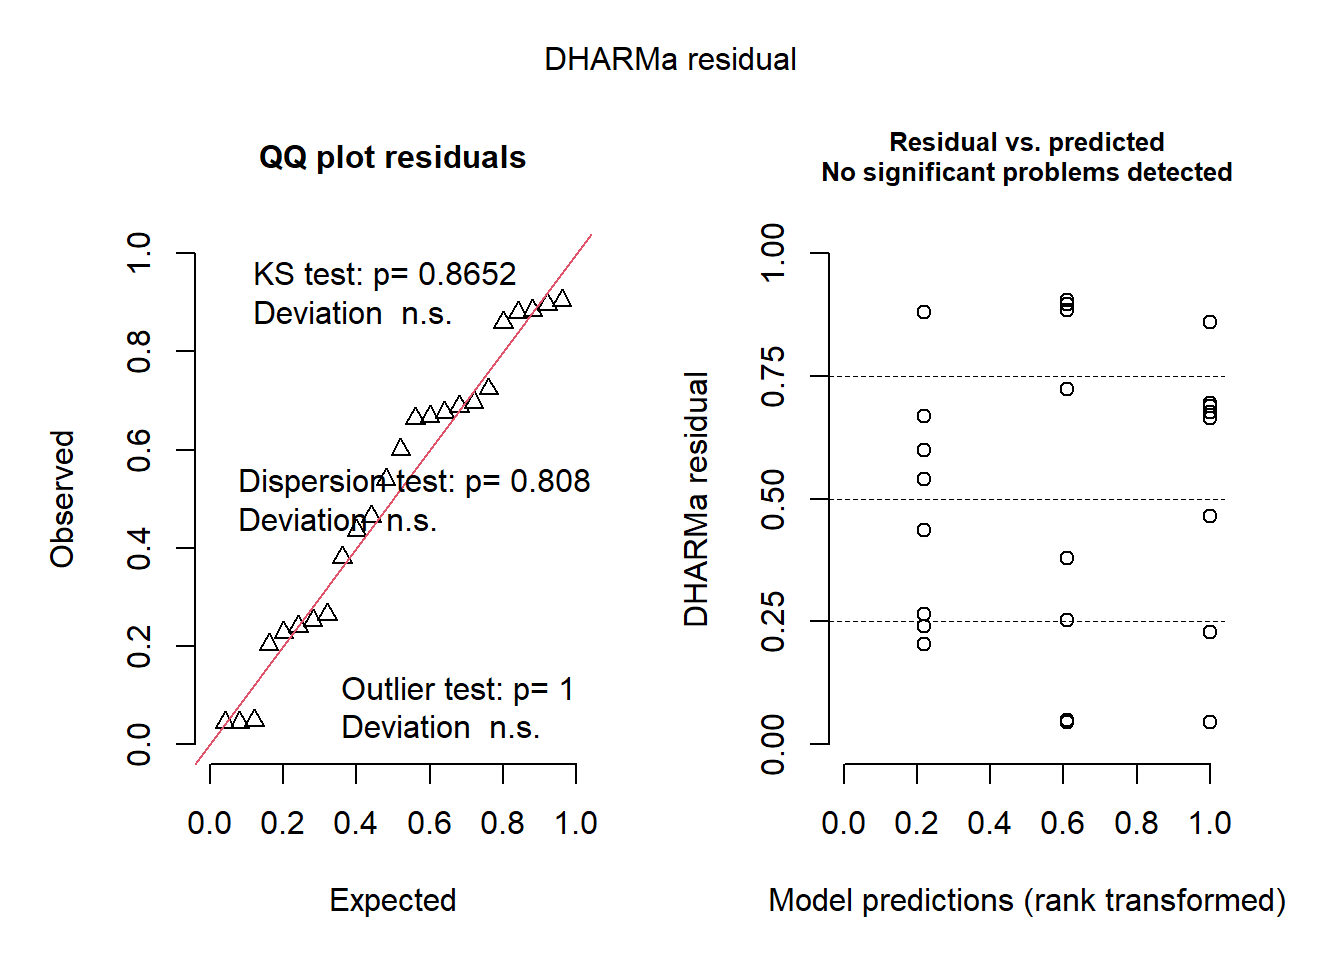 DHARMa residual
QQ plot residuals
KS test: p= 0.8652
Deviation  n.s.
Dispersion test: p= 0.808
Deviation  n.s.
Outlier test: p= 1
Deviation  n.s.
Observed
0.0 0.2 0.4 0.6 0.8 1.0
0.0 0.2 0.4 0.6 0.8 1.0
Expected
Residual vs. predicted
No significant problems detected
DHARMa residual
0.00 0.25 0.50 0.75 1.00
0.0 0.2 0.4 0.6 0.8 1.0
Model predictions (rank transformed)